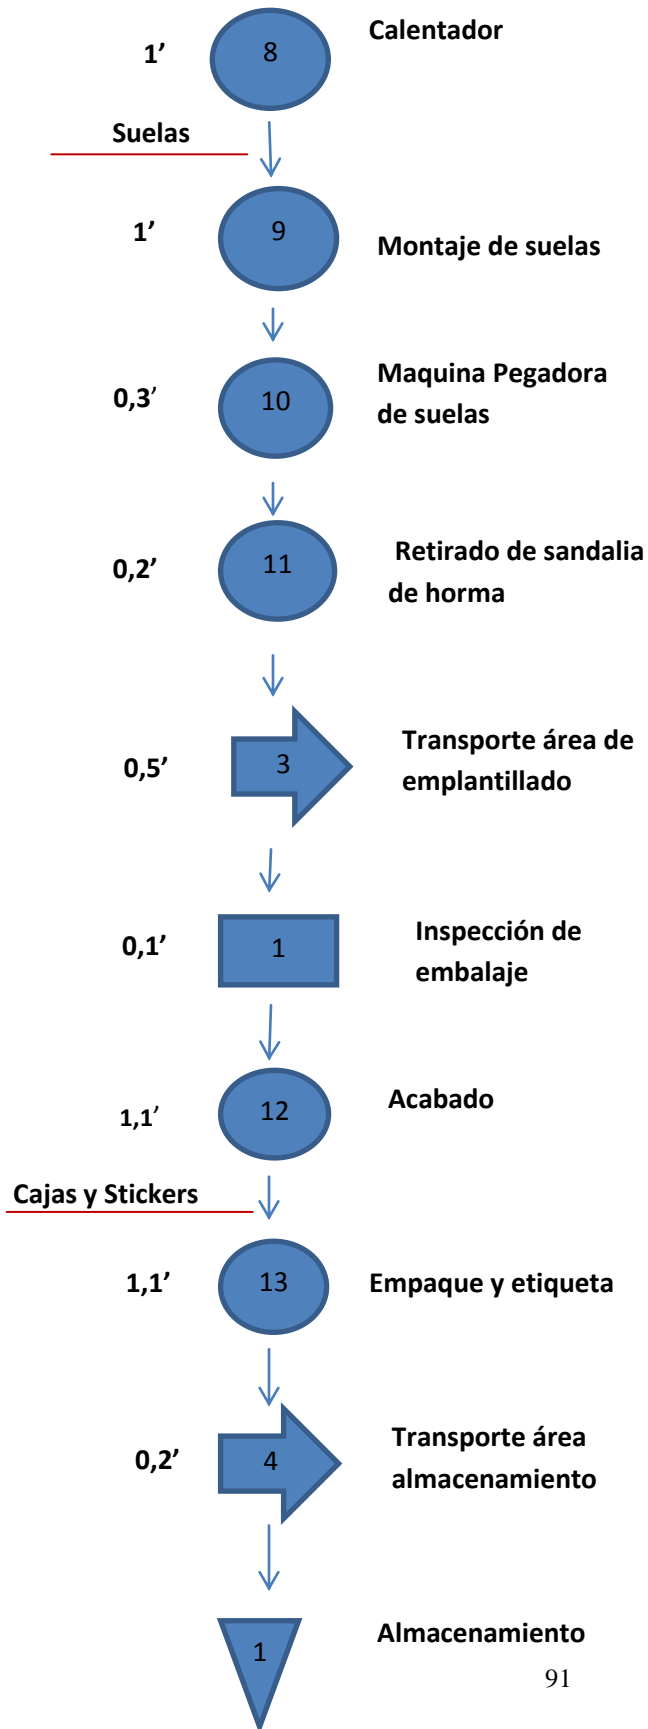 Calentador
1’
8
Suelas
1’
9
Montaje de suelas
0,3’
10
Maquina Pegadora
de suelas
0,2’
11
Retirado de sandalia
de horma
0,5’
3
Transporte área de
emplantillado
0,1’
1
Inspección de
embalaje
1,1’
12
Acabado
Cajas y Stickers
1,1’
13
Empaque y etiqueta
0,2’
4
Transporte área
almacenamiento
1
Almacenamiento
91